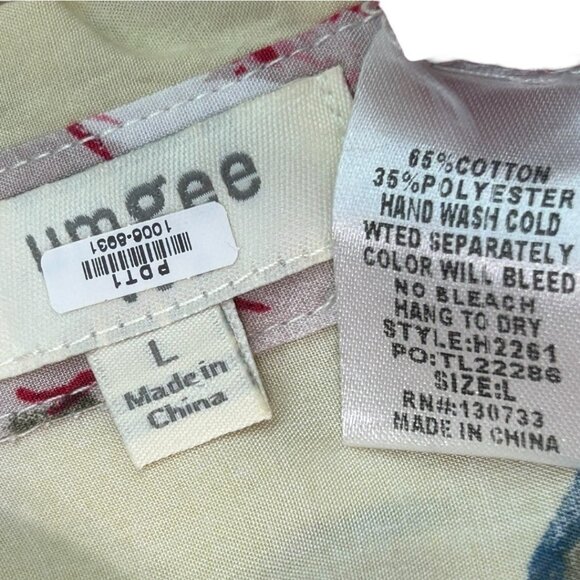 umgee
PDT1
1008-8931
L
Made in
China
65%COTTON
35%POLYESTER
HAND WASH COLD
WTED SEPARATELY
COLOR WILL BLEED
NO BLEACH
HANG TO DRY
STYLE:H2261
PO:TL22286
SIZE:L
RN#:130733
MADE IN CHINA